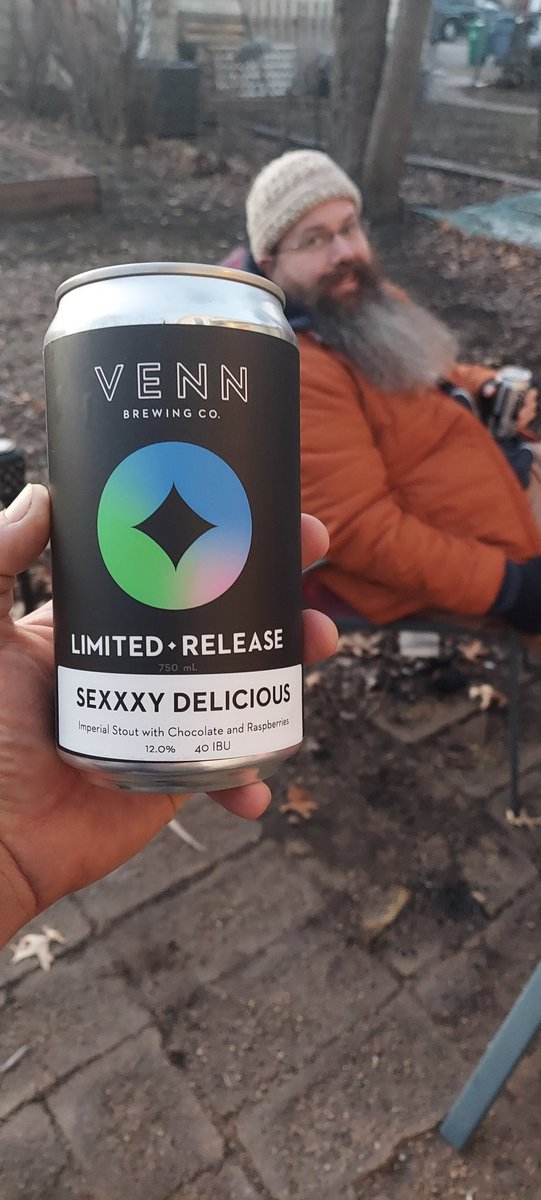 VENN
BREWING CO.
LIMITED✦RELEASE
750 mL
SEXXXY DELICIOUS
Imperial Stout with Chocolate and Raspberries
12.0% 40 IBU